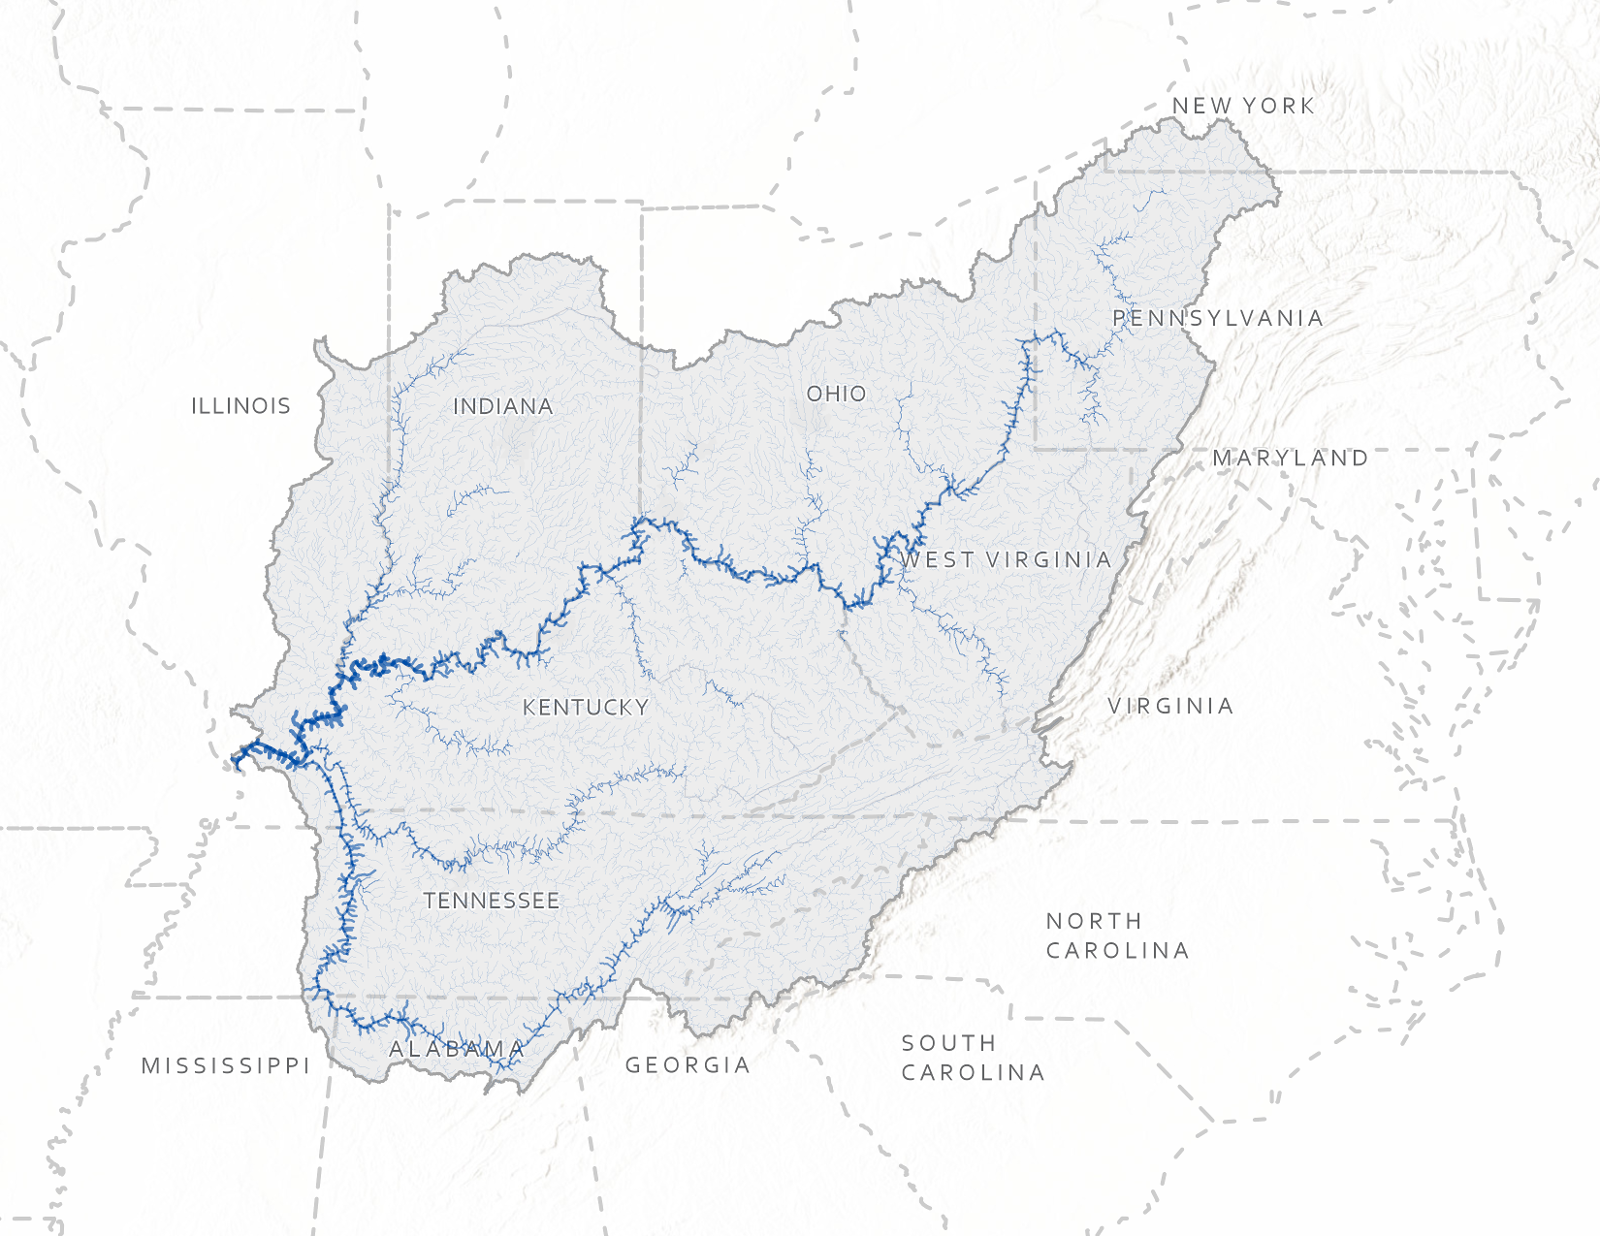 NEW YORK
PENNSYLVANIA
OHIO
ILLINOIS
INDIANA
MARYLAND
WEST VIRGINIA
KENTUCKY
VIRGINIA
TENNESSEE
NORTH
CAROLINA
ALABAMA
SOUTH
CAROLINA
MISSISSIPPI
GEORGIA